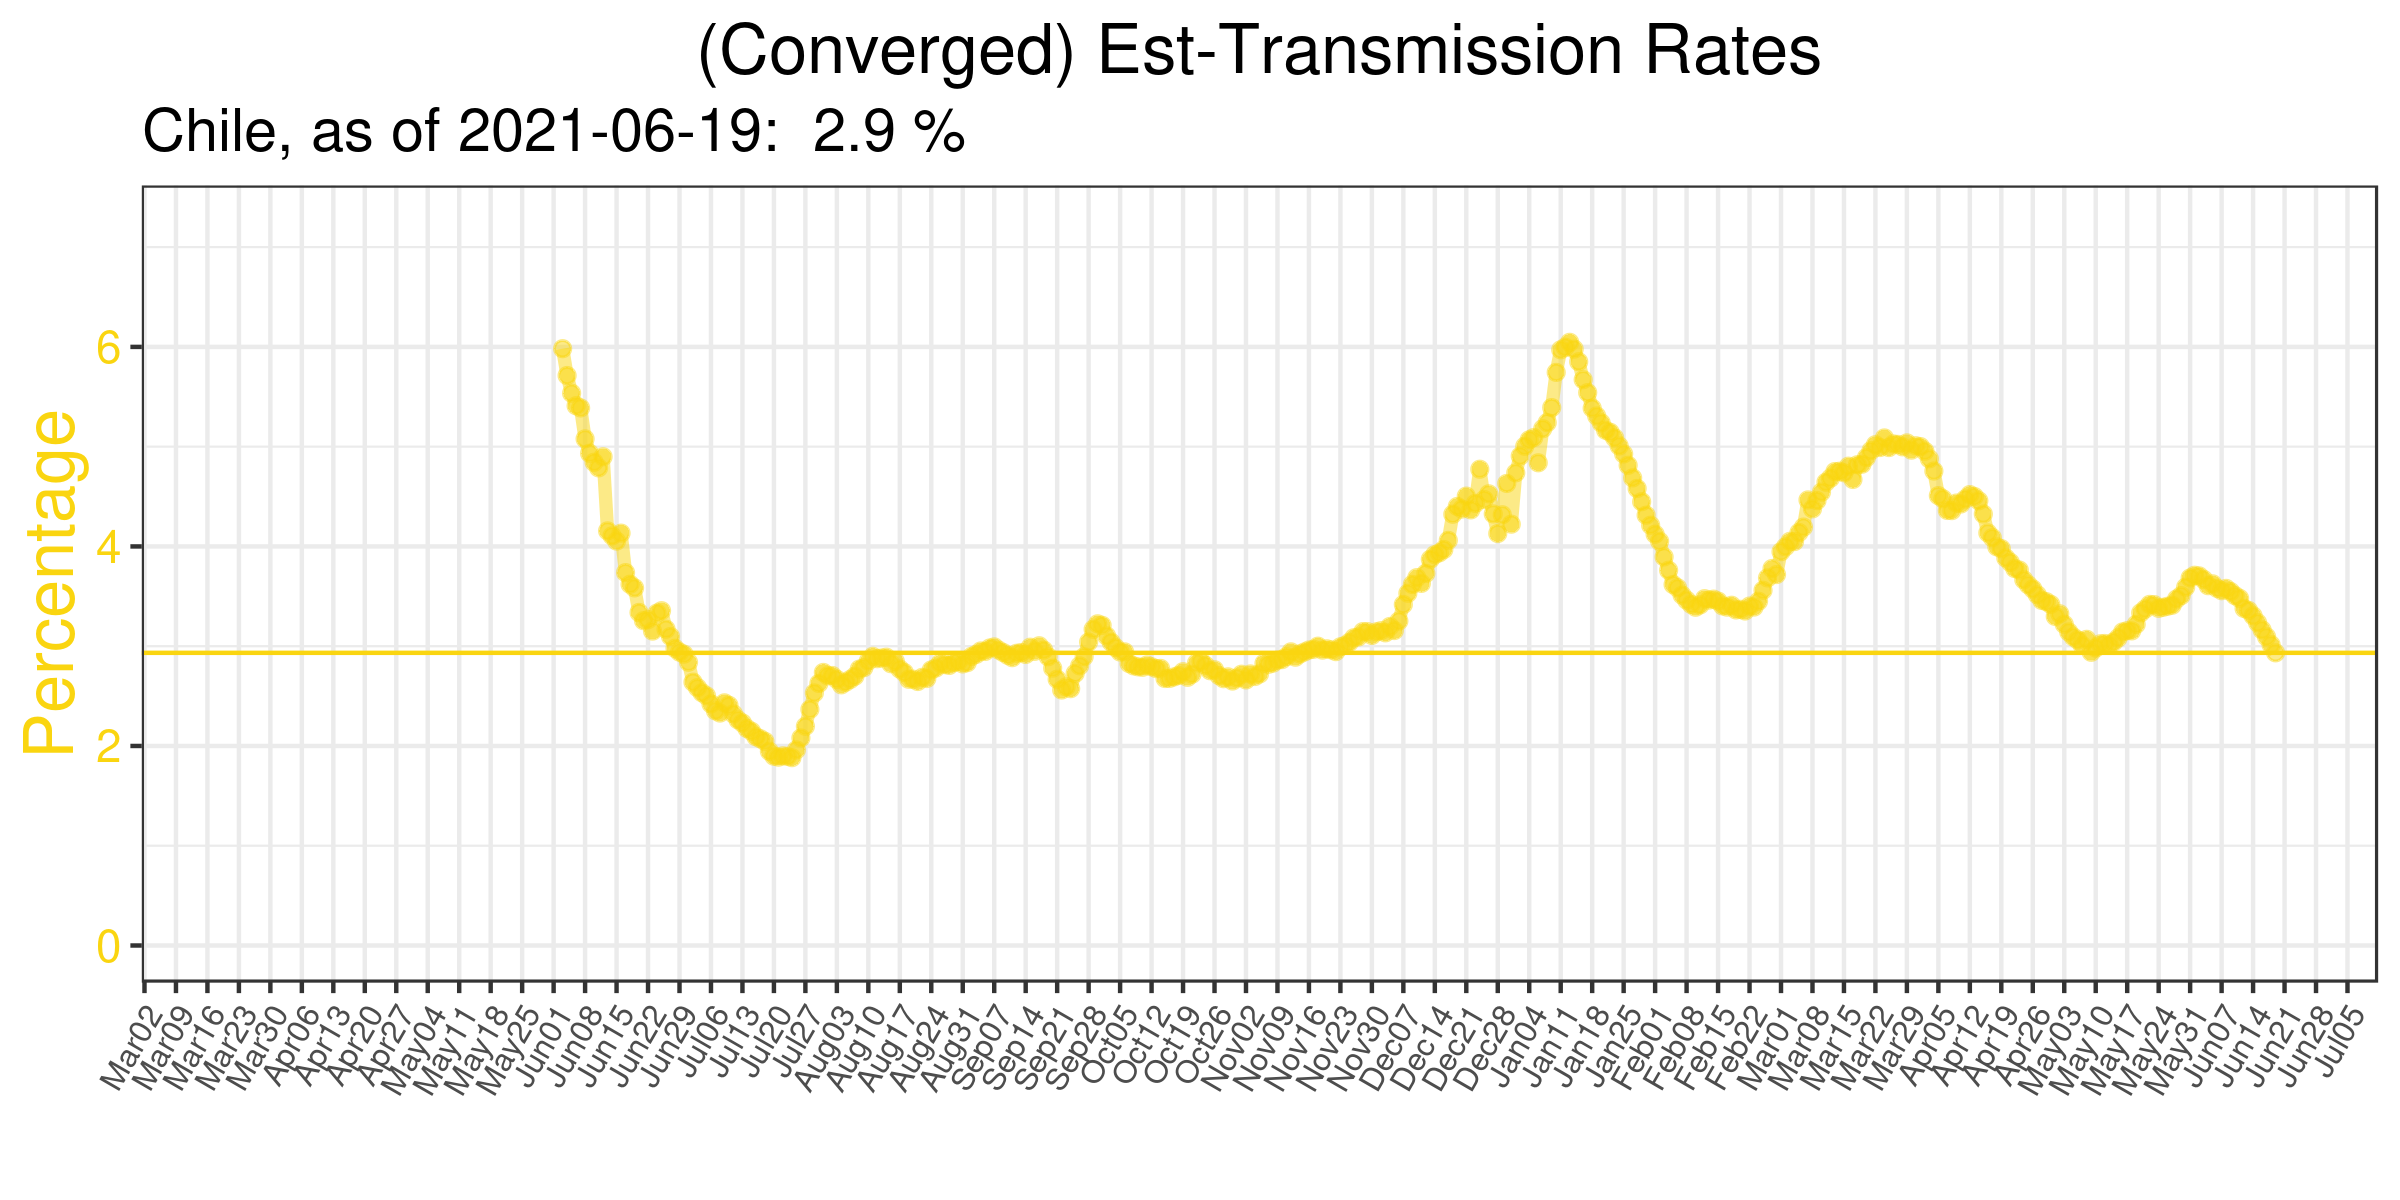 (Converged) Est-Transmission Rates
Chile, as of 2021-06-19:  2.9 %
Percentage
6
4
2
0
Mar02
Mar09
Mar16
Mar23
Mar30
Apr06
Apr13
Apr20
Apr27
May04
May11
May18
May25
Jun01
Jun08
Jun15
Jun22
Jun29
Jul06
Jul13
Jul20
Jul27
Aug03
Aug10
Aug17
Aug24
Aug31
Sep07
Sep14
Sep21
Sep28
Oct05
Oct12
Oct19
Oct26
Nov02
Nov09
Nov16
Nov23
Nov30
Dec07
Dec14
Dec21
Dec28
Jan04
Jan11
Jan18
Jan25
Feb01
Feb08
Feb15
Feb22
Mar01
Mar08
Mar15
Mar22
Mar29
Apr05
Apr12
Apr19
Apr26
May03
May10
May17
May24
May31
Jun07
Jun14
Jun21
Jun28
Jul05